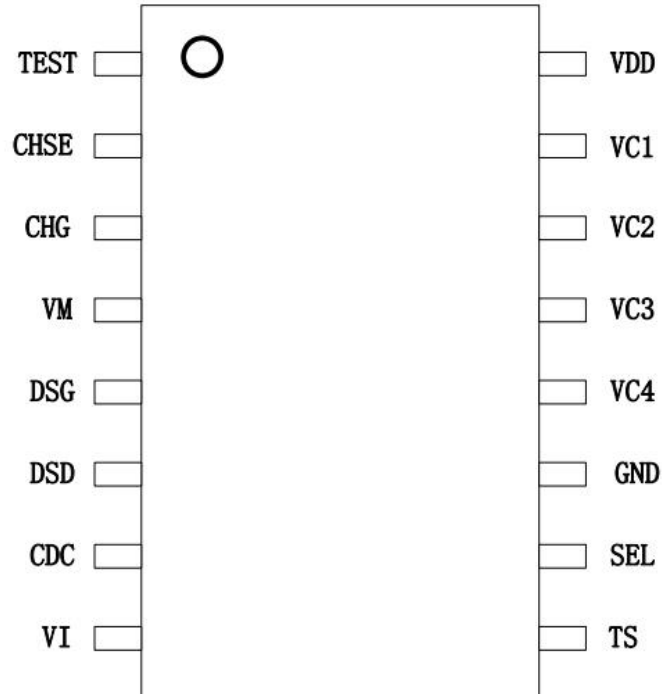 TEST VDD
CHSE VC1
CHG VC2
VM VC3
DSG VC4
DSD GND
CDC SEL
VI TS